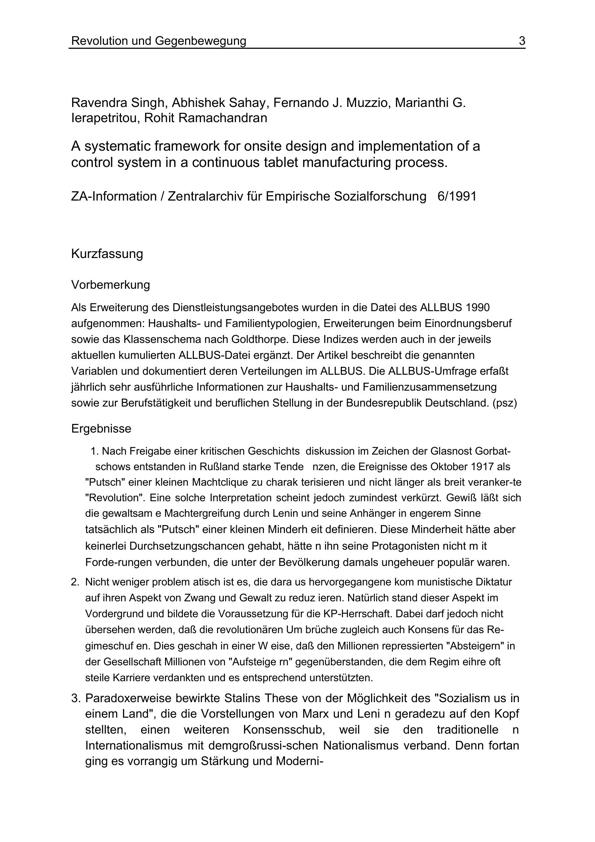 Revolution und Gegenbewegung 3
Ravendra Singh, Abhishek Sahay, Fernando J. Muzzio, Marianthi G.
Ierapetritou, Rohit Ramachandran
A systematic framework for onsite design and implementation of a
control system in a continuous tablet manufacturing process.
ZA-Information / Zentralarchiv für Empirische Sozialforschung 6/1991
Kurzfassung
Vorbemerkung
Als Erweiterung des Dienstleistungsangebotes wurden in die Datei des ALLBUS 1990
aufgenommen: Haushalts- und Familientypologien, Erweiterungen beim Einordnungsberuf
sowie das Klassenschema nach Goldthorpe. Diese Indizes werden auch in der jeweils
aktuellen kumulierten ALLBUS-Datei ergänzt. Der Artikel beschreibt die genannten
Variablen und dokumentiert deren Verteilungen im ALLBUS. Die ALLBUS-Umfrage erfaßt
jährlich sehr ausführliche Informationen zur Haushalts- und Familienzusammensetzung
sowie zur Berufstätigkeit und beruflichen Stellung in der Bundesrepublik Deutschland. (psz)
Ergebnisse
1. Nach Freigabe einer kritischen Geschichts diskussion im Zeichen der Glasnost Gorbat-
schows entstanden in Rußland starke Tende nzen, die Ereignisse des Oktober 1917 als
"Putsch" einer kleinen Machtclique zu charak terisieren und nicht länger als breit veranker-te
"Revolution". Eine solche Interpretation scheint jedoch zumindest verkürzt. Gewiß läßt sich
die gewaltsam e Machtergreifung durch Lenin und seine Anhänger in engerem Sinne
tatsächlich als "Putsch" einer kleinen Minderh eit definieren. Diese Minderheit hätte aber
keinerlei Durchsetzungschancen gehabt, hätte n ihn seine Protagonisten nicht m it
Forde-rungen verbunden, die unter der Bevölkerung damals ungeheuer populär waren.
2. Nicht weniger problem atisch ist es, die dara us hervorgegangene kom munistische Diktatur
auf ihren Aspekt von Zwang und Gewalt zu reduz ieren. Natürlich stand dieser Aspekt im
Vordergrund und bildete die Voraussetzung für die KP-Herrschaft. Dabei darf jedoch nicht
übersehen werden, daß die revolutionären Um brüche zugleich auch Konsens für das Re-
gimeschuf en. Dies geschah in einer W eise, daß den Millionen repressierten "Absteigern" in
der Gesellschaft Millionen von "Aufsteige rn" gegenüberstanden, die dem Regim eihre oft
steile Karriere verdankten und es entsprechend unterstützten.
3. Paradoxerweise bewirkte Stalins These von der Möglichkeit des "Sozialism us in
einem Land", die die Vorstellungen von Marx und Leni n geradezu auf den Kopf
stellten, einen weiteren Konsensschub, weil sie den traditionelle n
Internationalismus mit demgroßrussi-schen Nationalismus verband. Denn fortan
ging es vorrangig um Stärkung und Moderni-